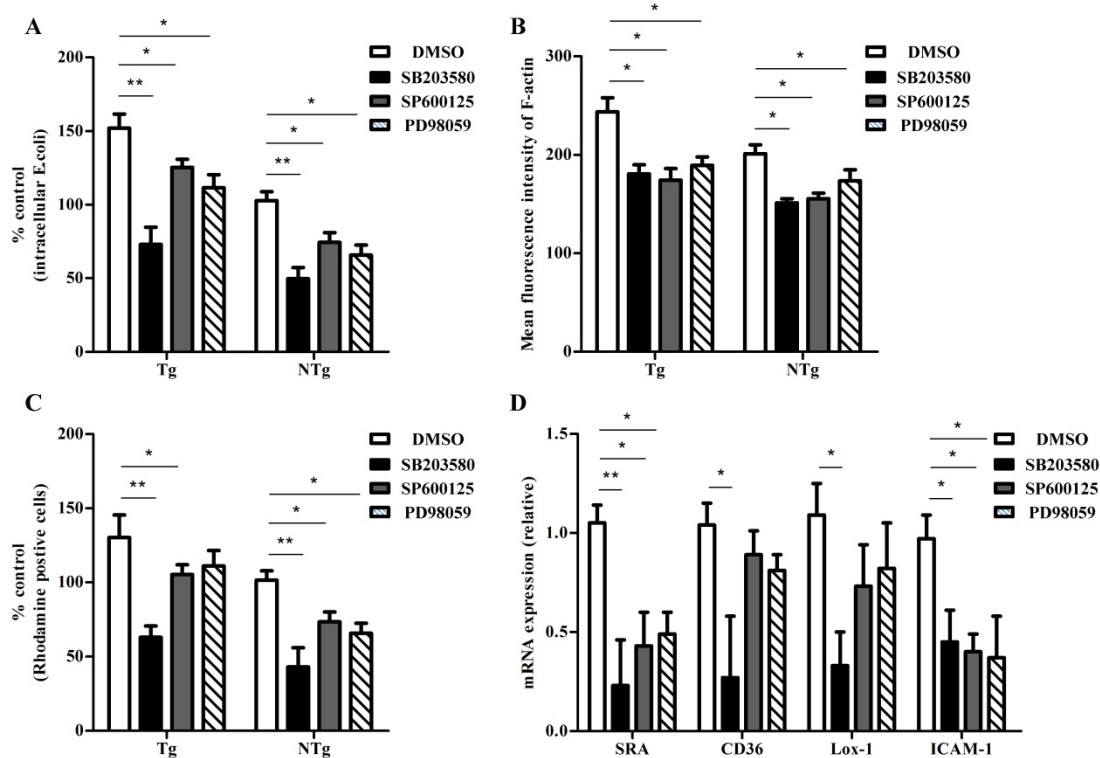 A
DMSO
SB203580
SP600125
PD98059
% control
(intracellular E.coli)
200
150
100
50
0
*
*
**
*
*
**
Tg
NTg
B
DMSO
SB203580
SP600125
PD98059
Mean fluorescence intensity of F-actin
300
200
100
0
*
*
*
*
*
*
Tg
NTg
C
DMSO
SB203580
SP600125
PD98059
% control
(Rhodamine postive cells)
200
150
100
50
0
*
**
*
*
**
Tg
NTg
D
DMSO
SB203580
SP600125
PD98059
mRNA expression (relative)
1.5
1.0
0.5
0.0
*
*
**
*
*
*
*
*
SRA
CD36
Lox-1
ICAM-1